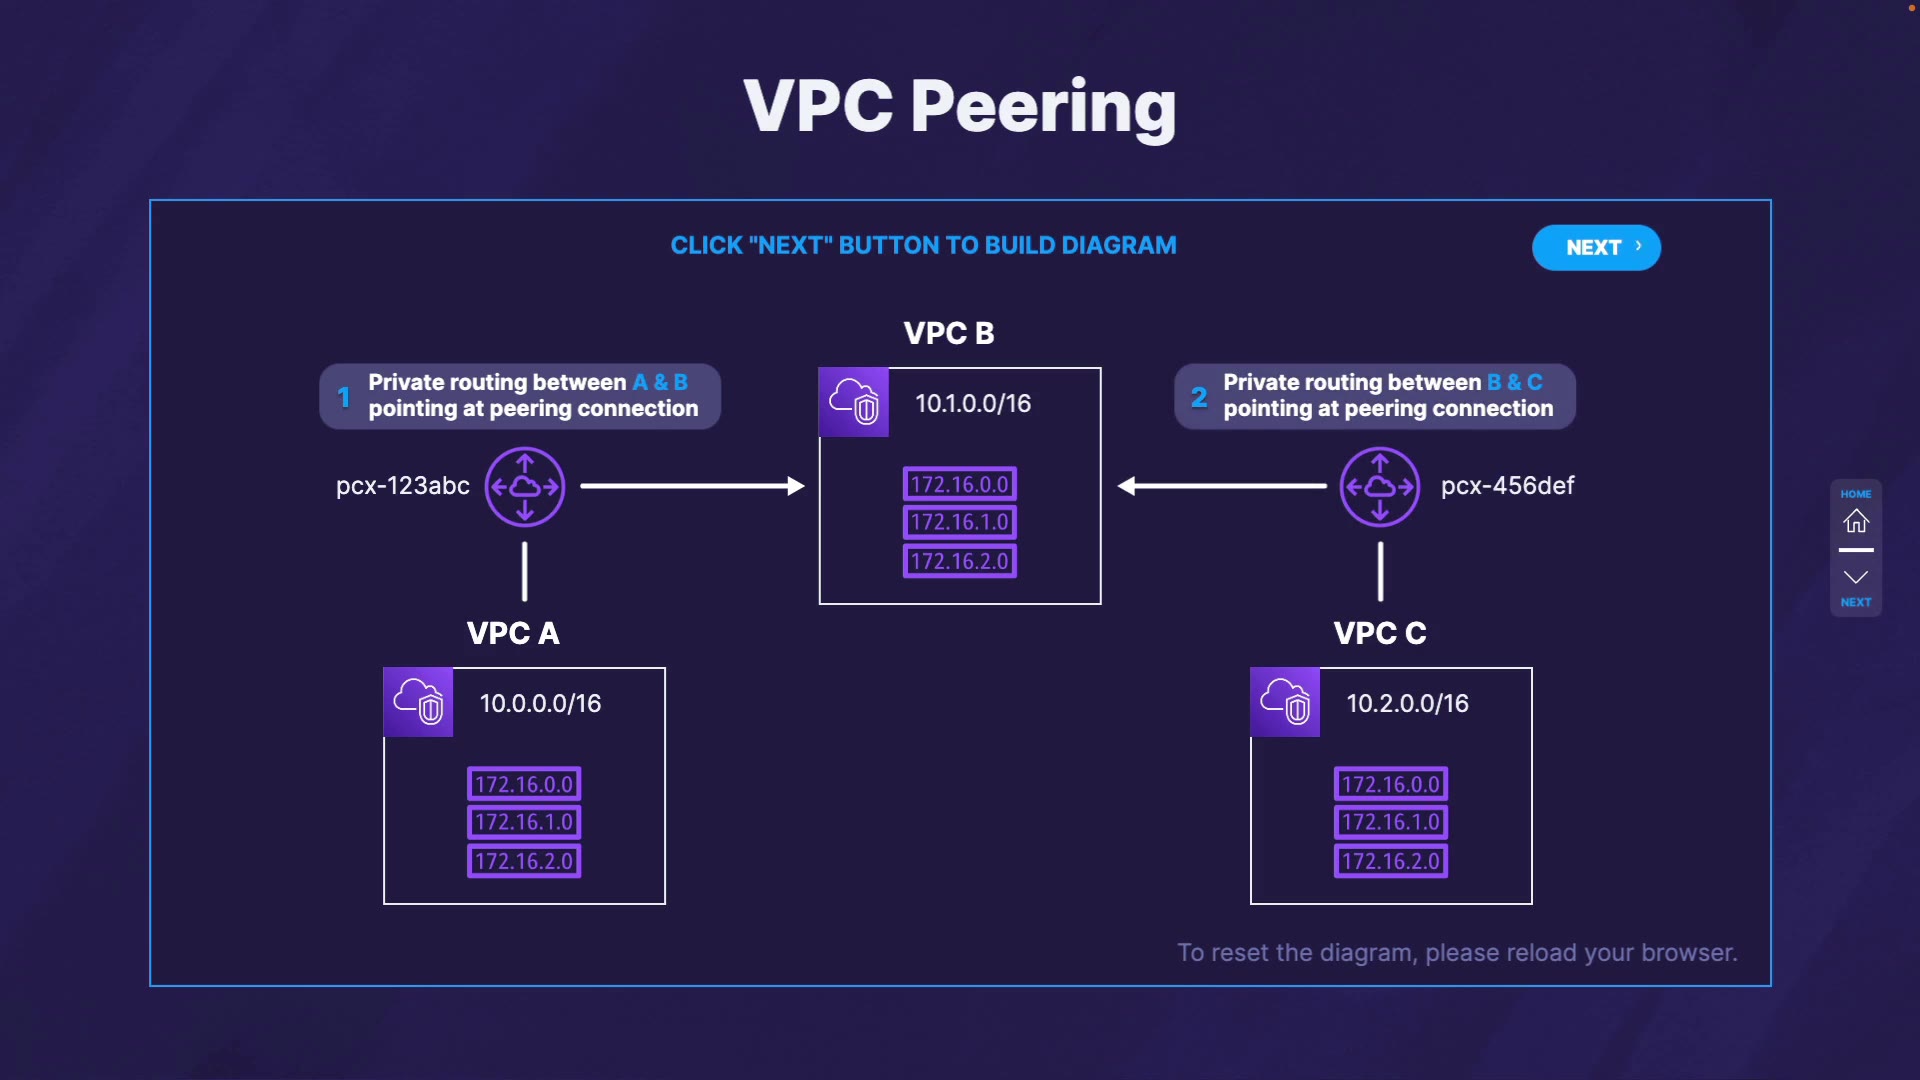 VPC Peering
CLICK "NEXT" BUTTON TO BUILD DIAGRAM
NEXT ›
VPC B
1
Private routing between A & B
pointing at peering connection
10.1.0.0/16
2
Private routing between B & C
pointing at peering connection
pcx-123abc
172.16.0.0
172.16.1.0
172.16.2.0
pcx-456def
HOME
NEXT
VPC A
10.0.0.0/16
172.16.0.0
172.16.1.0
172.16.2.0
VPC C
10.2.0.0/16
172.16.0.0
172.16.1.0
172.16.2.0
To reset the diagram, please reload your browser.